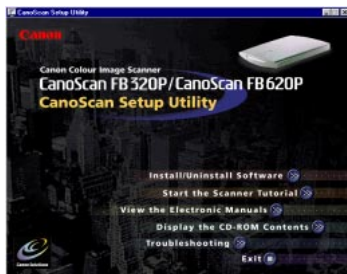 CanoScan Setup Utility
Canon
Canon Colour Image Scanner
CanoScan FB320P/CanoScan FB620P
CanoScan Setup Utility
Install/Uninstall Software
Start the Scanner Tutorial
View the Electronic Manuals
Display the CD-ROM Contents
Troubleshooting
Exit